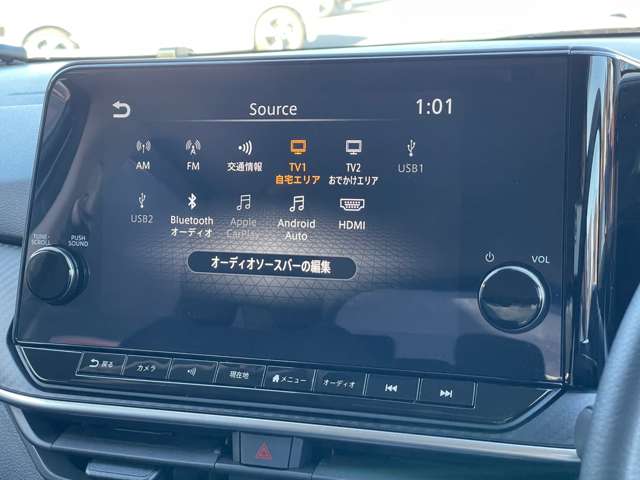 Source
1:01
AM
FM
交通情報
TV1
自宅エリア
TV2
おでかけエリア
USB1
USB2
Bluetooth
オーディオ
Apple
CarPlay
Android
Auto
HDMI
オーディオソースバーの編集
TUNE・
SCROLL
PUSH
SOUND
VOL
戻る
カメラ
現在地
メニュー
オーディオ